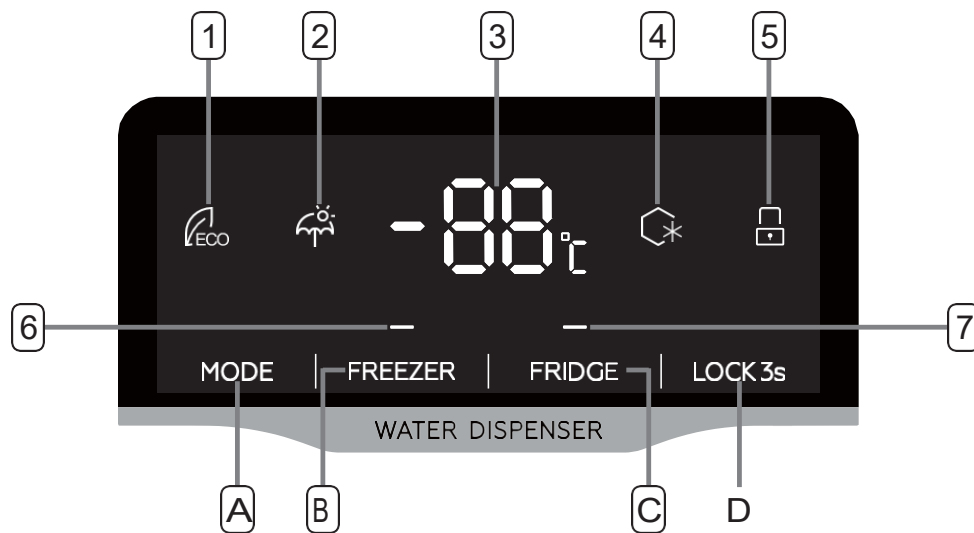 1 2 3 4 5
ECO -88°C
6 7
MODE FREEZER FRIDGE LOCK 3s
WATER DISPENSER
A B C D